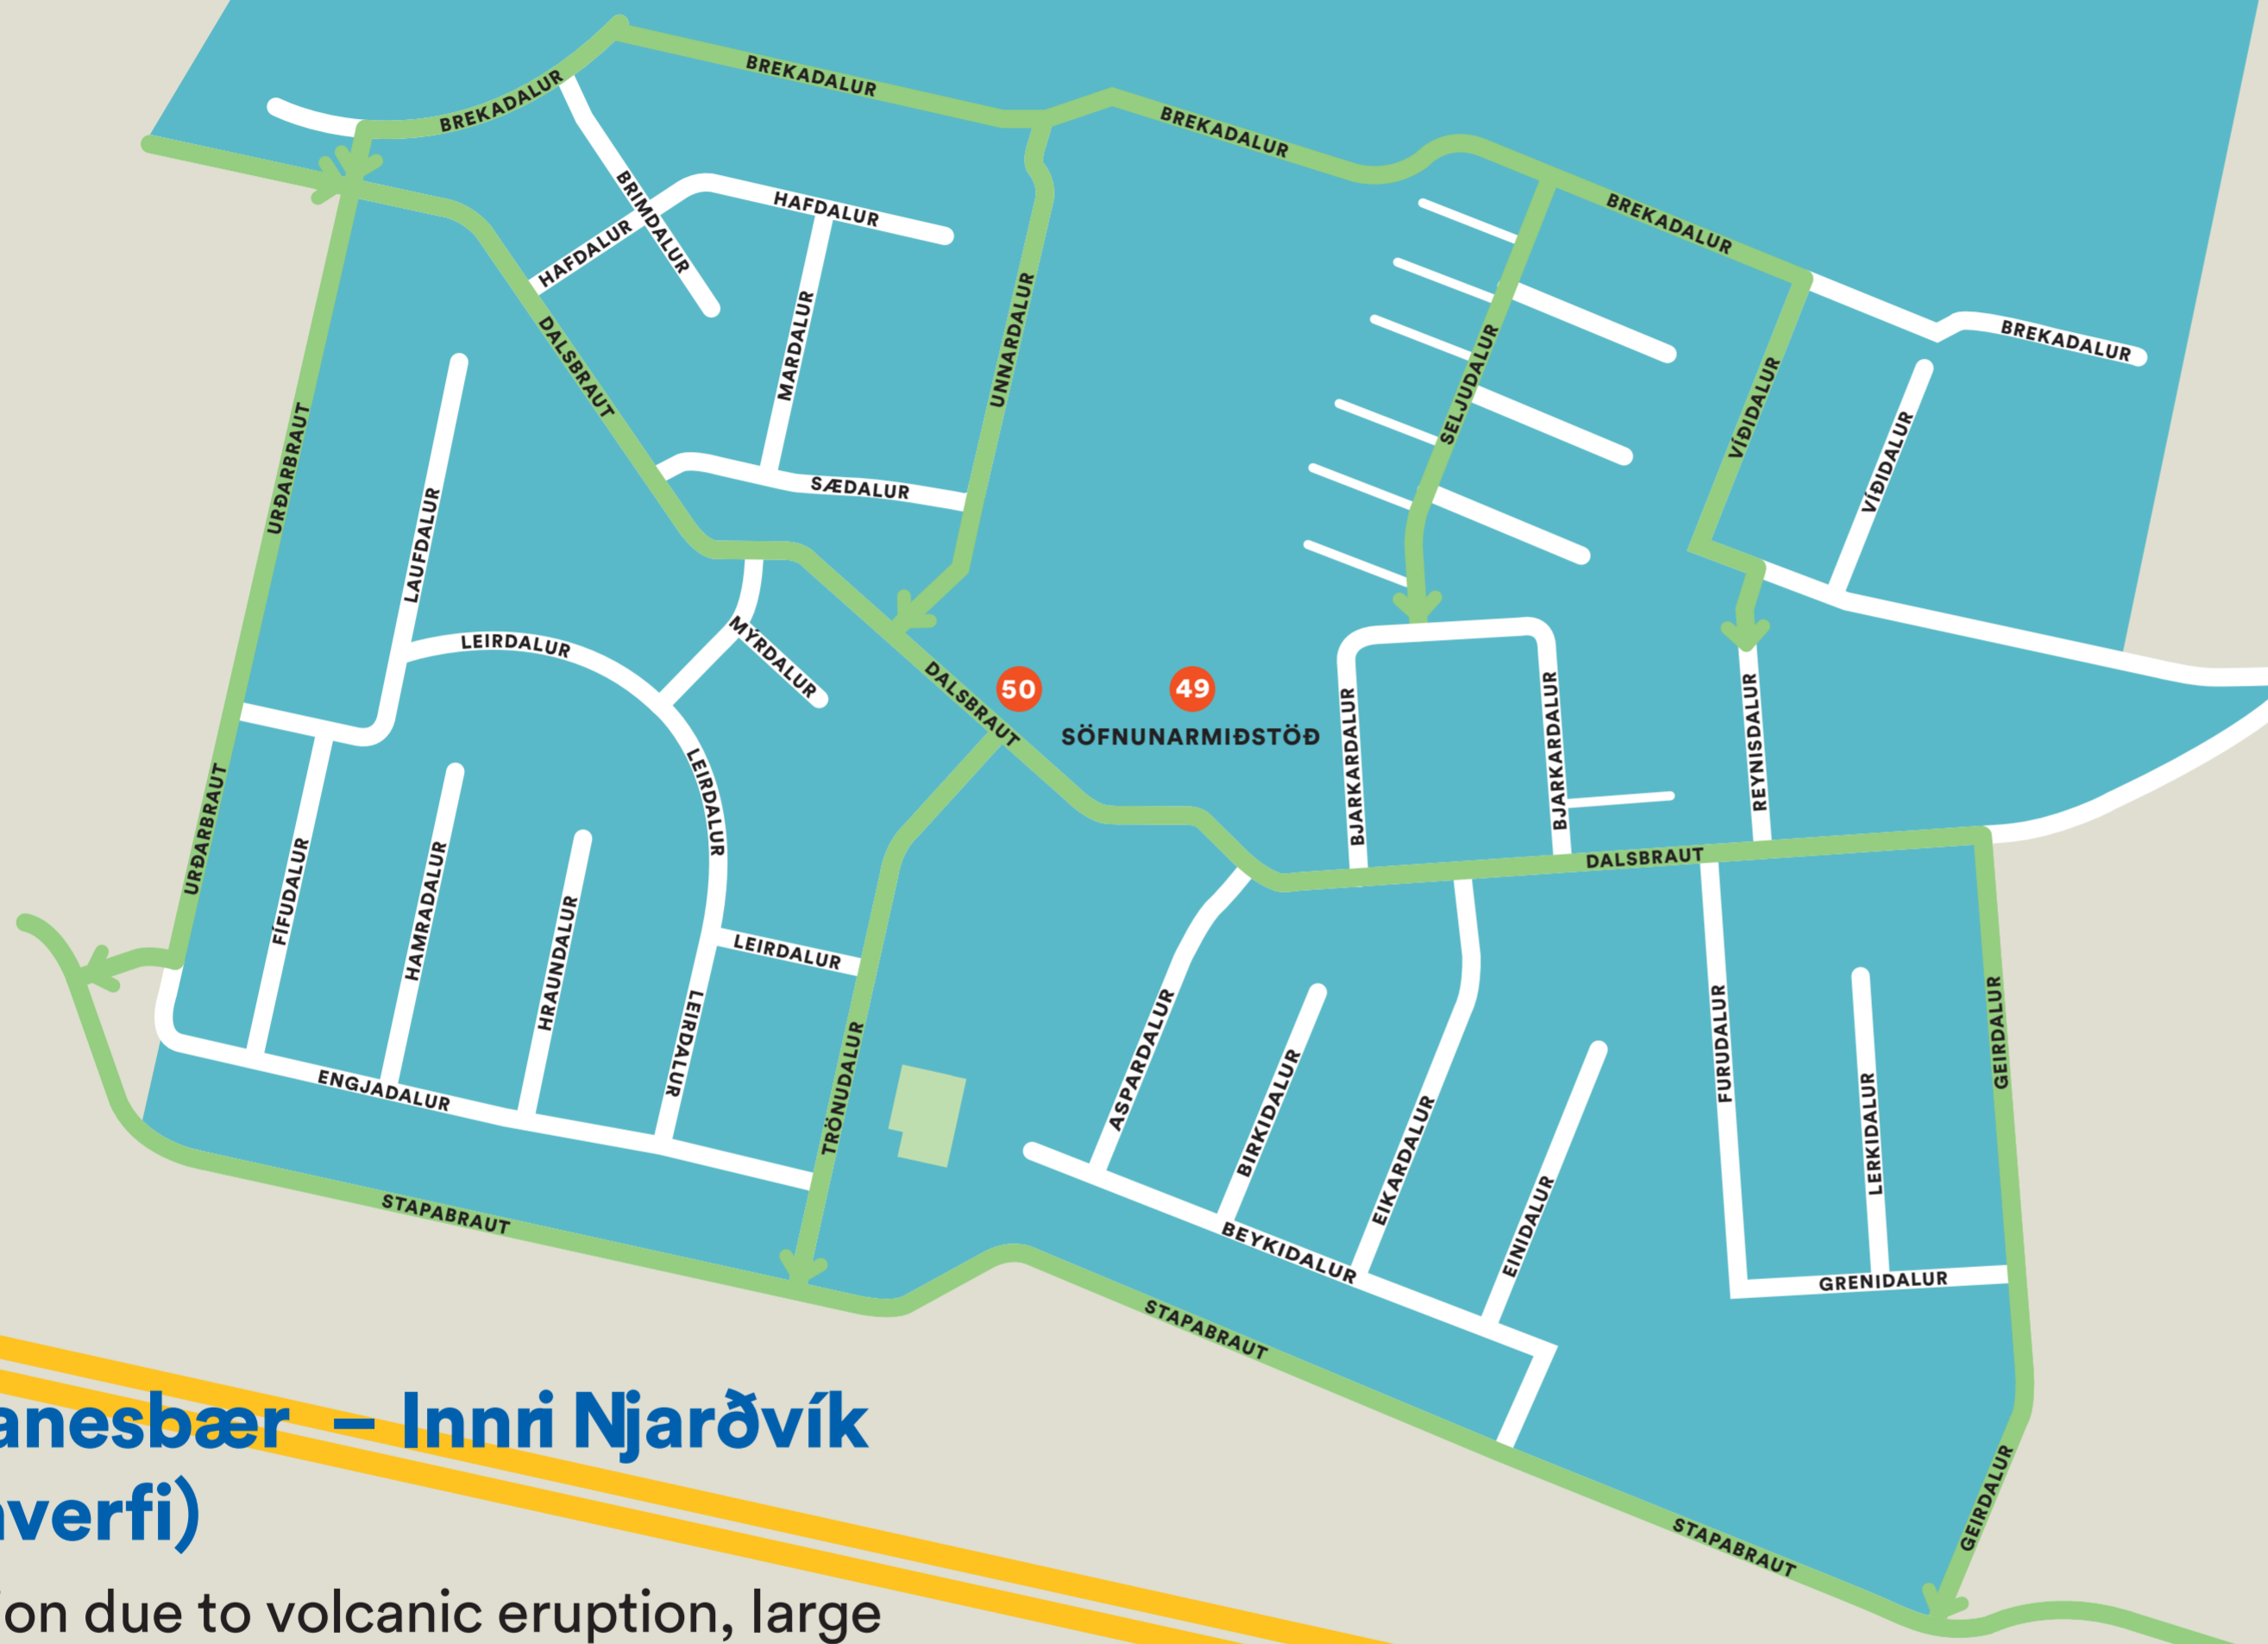 BREKADALUR
BREKADALUR
BREKADALUR
BREKADALUR
BREKADALUR
BRIMDALUR
HAFDALUR
HAFDALUR
MARDALUR
UNNARDALUR
DALSBRAUT
SÆDALUR
SELJUDALUR
VÍÐIDALUR
VÍÐIDALUR
URÐARBRAUT
LAUFDALUR
LEIRDALUR
MÝRDALUR
DALSBRAUT
50
49
SÖFNUNARMIÐSTÖÐ
BJARKARDALUR
BJARKARDALUR
REYNISDALUR
URÐARBRAUT
FÍFUDALUR
HAMRADALUR
HRAUNDALUR
LEIRDALUR
LEIRDALUR
LEIRDALUR
DALSBRAUT
ENGJADALUR
TRÖNUDALUR
ASPARDALUR
BIRKIDALUR
EIKARDALUR
EINIDALUR
FURUDALUR
LERKIDALUR
GEIRDALUR
GRENIDALUR
BEYKIDALUR
STAPABRAUT
STAPABRAUT
STAPABRAUT
GEIRDALUR
anesbær – Innri Njarðvík
verfi)
ion due to volcanic eruption, large